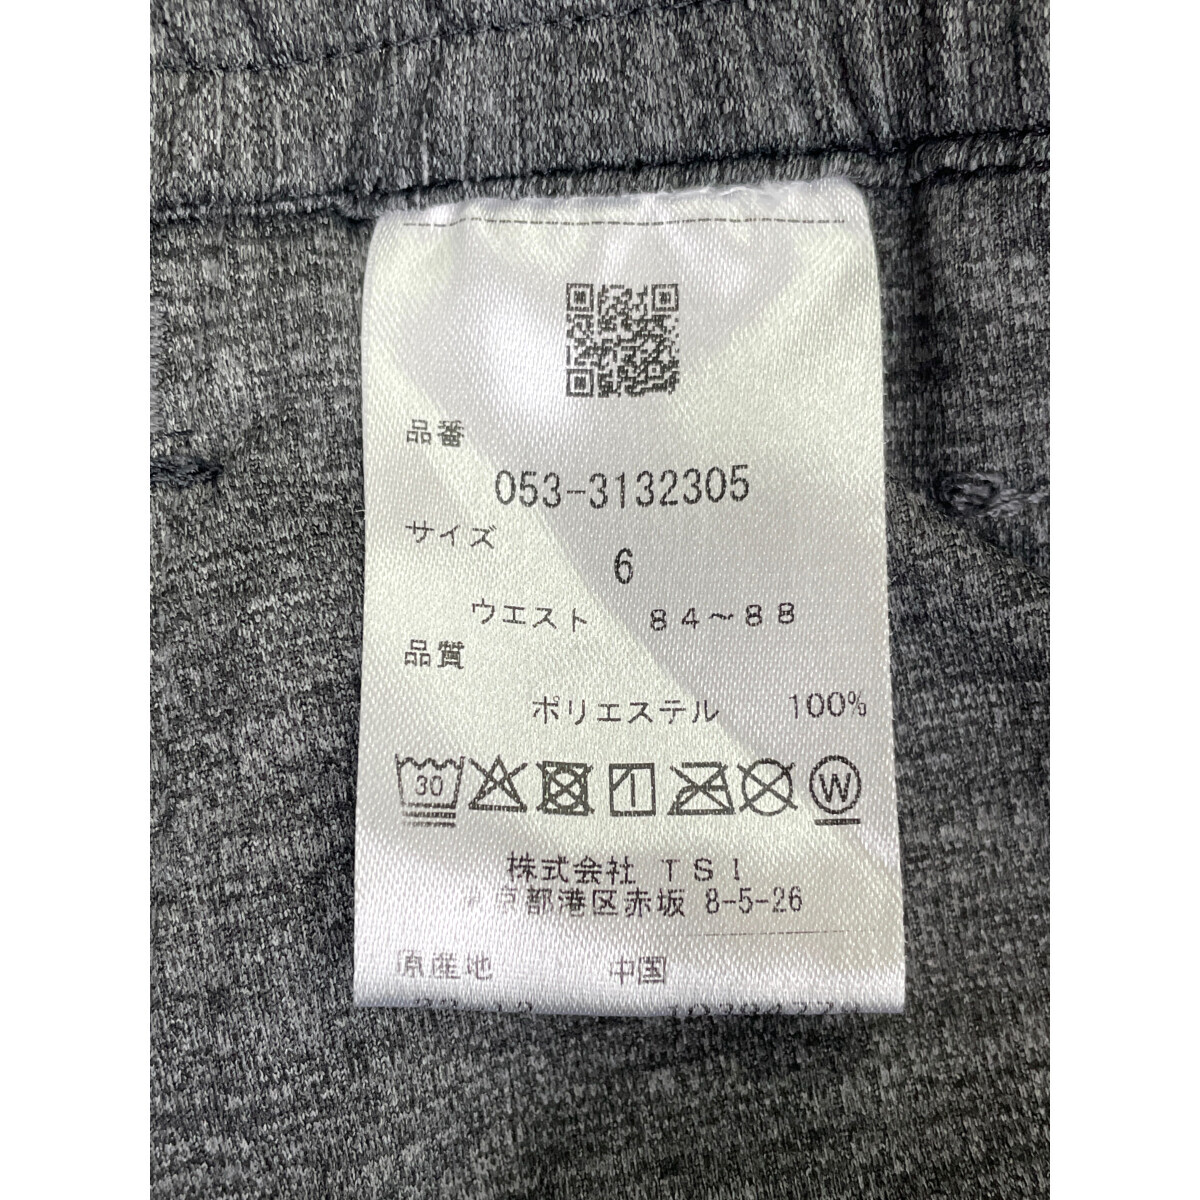 品番
053-3132305
サイズ
6
ウエスト 84～88
品質
ポリエステル 100%
30 W
株式会社 TSI
京都港区赤坂 8-5-26
原産地 中国